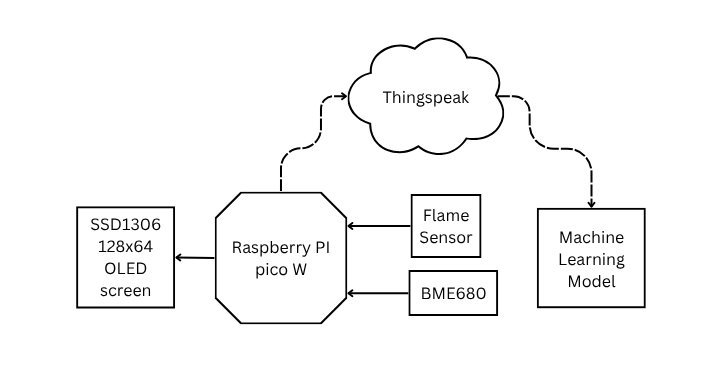 Thingspeak
SSD1306
128x64
OLED
screen
Raspberry PI
pico W
Flame
Sensor
BME680
Machine
Learning
Model